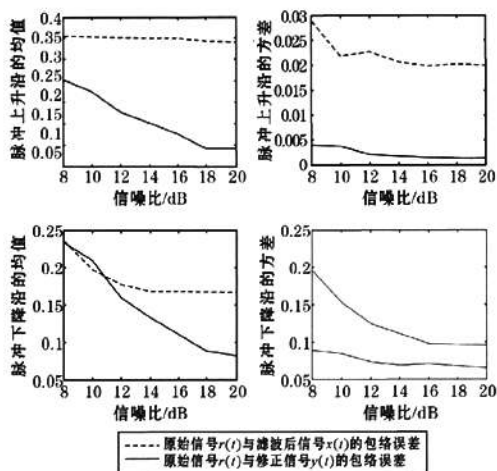 脉冲上升沿的均值
0.4
0.35
0.3
0.25
0.2
0.15
0.1
0.05
8 10 12 14 16 18 20
信噪比/dB
脉冲上升沿的方差
0.03
0.025
0.020
0.015
0.010
0.005
0
8 10 12 14 16 18 20
信噪比/dB
脉冲下降沿的均值
0.25
0.2
0.15
0.1
0.05
8 10 12 14 16 18 20
信噪比/dB
脉冲下降沿的方差
0.25
0.2
0.15
0.1
0.05
8 10 12 14 16 18 20
信噪比/dB
原始信号r(t)与滤波后信号x(t)的包络误差
原始信号r(t)与修正信号y(t)的包络误差